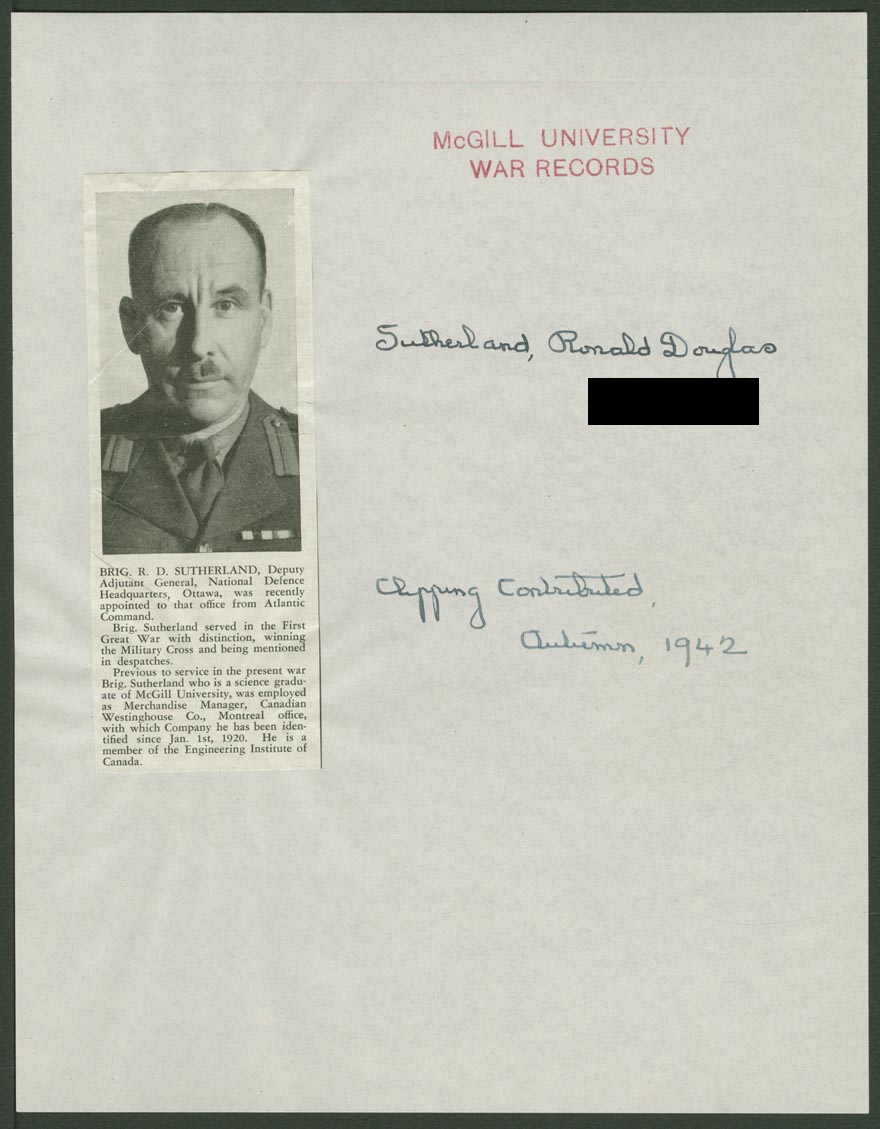 McGILL UNIVERSITY
WAR RECORDS
Sutherland, Ronald Douglas
BRIG. R. D. SUTHERLAND, Deputy
Adjutant General, National Defence
Headquarters, Ottawa, was recently
appointed to that office from Atlantic
Command.
Brig. Sutherland served in the First
Great War with distinction, winning
the Military Cross and being mentioned
in despatches.
Previous to service in the present war
Brig. Sutherland who is a science gradu-
ate of McGill University, was employed
as Merchandise Manager, Canadian
Westinghouse Co., Montreal office,
with which Company he has been iden-
tified since Jan. 1st, 1920. He is a
member of the Engineering Institute of
Canada.
Clipping Contributed,
Autumn, 1942